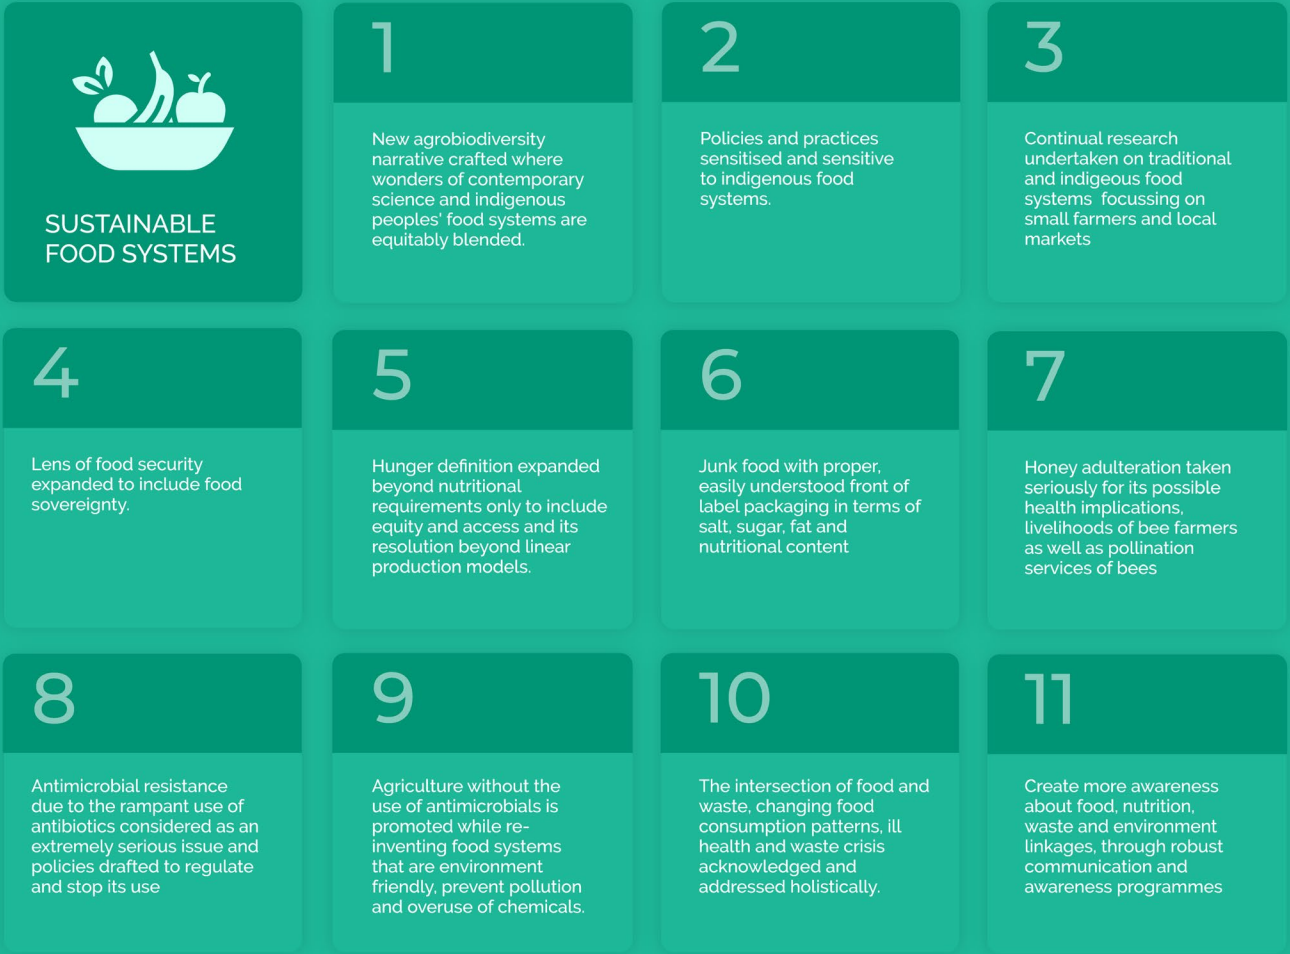 SUSTAINABLE
FOOD SYSTEMS
1
New agrobiodiversity
narrative crafted where
wonders of contemporary
science and indigenous
peoples' food systems are
equitably blended.
2
Policies and practices
sensitised and sensitive
to indigenous food
systems.
3
Continual research
undertaken on traditional
and indigeous food
systems  focussing on
small farmers and local
markets
4
Lens of food security
expanded to include food
sovereignty.
5
Hunger definition expanded
beyond nutritional
requirements only to include
equity and access and its
resolution beyond linear
production models.
6
Junk food with proper,
easily understood front of
label packaging in terms of
salt, sugar, fat and
nutritional content
7
Honey adulteration taken
seriously for its possible
health implications,
livelihoods of bee farmers
as well as pollination
services of bees
8
Antimicrobial resistance
due to the rampant use of
antibiotics considered as an
extremely serious issue and
policies drafted to regulate
and stop its use
9
Agriculture without the
use of antimicrobials is
promoted while re-
inventing food systems
that are environment
friendly, prevent pollution
and overuse of chemicals.
10
The intersection of food and
waste, changing food
consumption patterns, ill
health and waste crisis
acknowledged and
addressed holistically.
11
Create more awareness
about food, nutrition,
waste and environment
linkages, through robust
communication and
awareness programmes